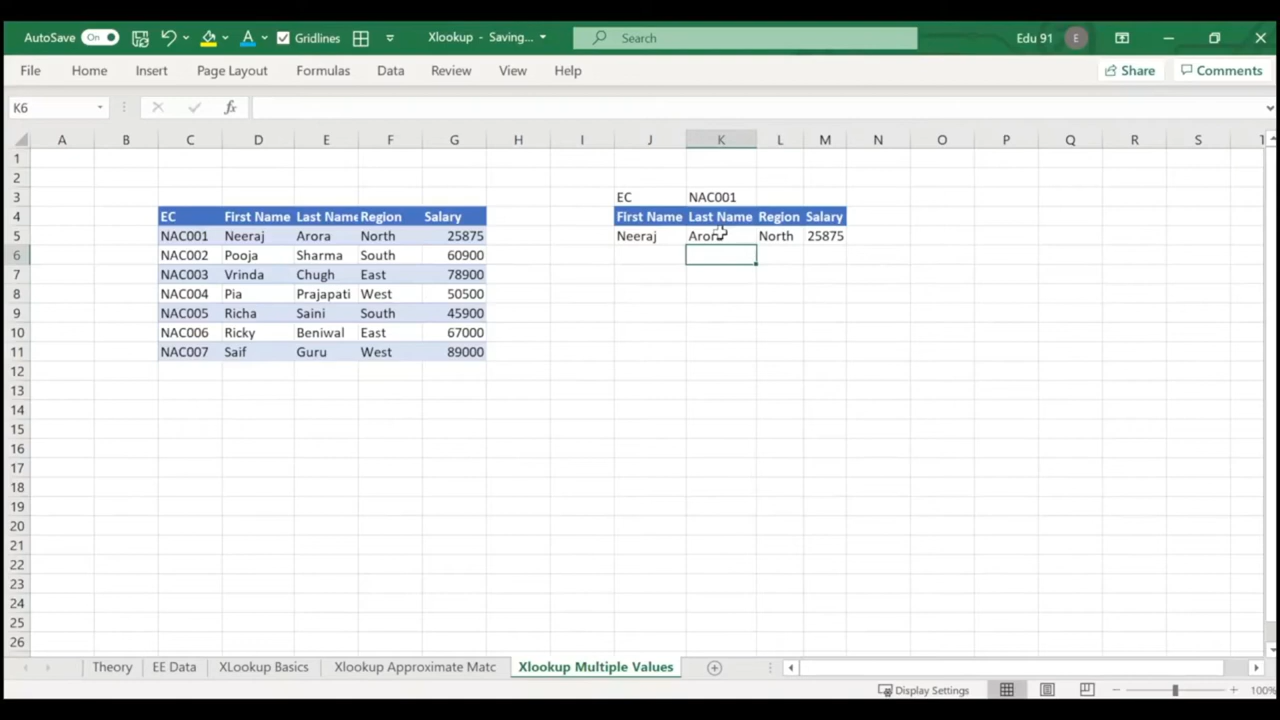 AutoSave On A Gridlines Xlookup - Saving... Search Edu 91 E
File Home Insert Page Layout Formulas Data Review View Help Share Comments
K6 fx
A B C D E F G H I J K L M N O P Q R S T
1
2
3 EC NAC001
4 EC First Name Last Name Region Salary First Name Last Name Region Salary
5 NAC001 Neeraj Arora North 25875 Neeraj Arora North 25875
6 NAC002 Pooja Sharma South 60900
7 NAC003 Vrinda Chugh East 78900
8 NAC004 Pia Prajapati West 50500
9 NAC005 Richa Saini South 45900
10 NAC006 Ricky Beniwal East 67000
11 NAC007 Saif Guru West 89000
12
13
14
15
16
17
18
19
20
21
22
23
24
25
26
Theory EE Data XLookup Basics Xlookup Approximate Matc Xlookup Multiple Values
Display Settings 100%